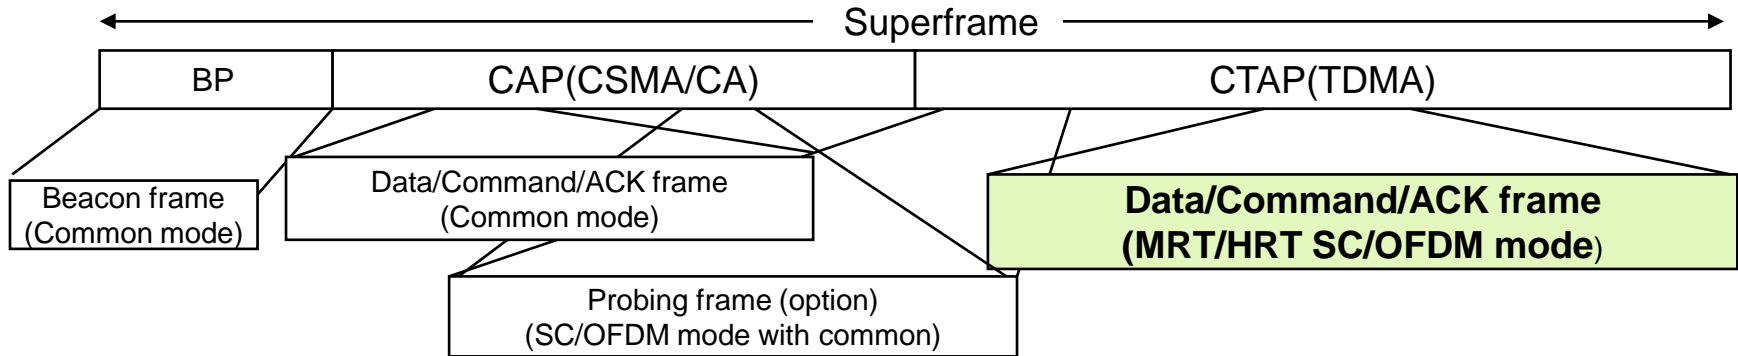 Superframe
BP
CAP(CSMA/CA)
CTAP(TDMA)
Beacon frame
(Common mode)
Data/Command/ACK frame
(Common mode)
Data/Command/ACK frame
(MRT/HRT SC/OFDM mode)
Probing frame (option)
(SC/OFDM mode with common)